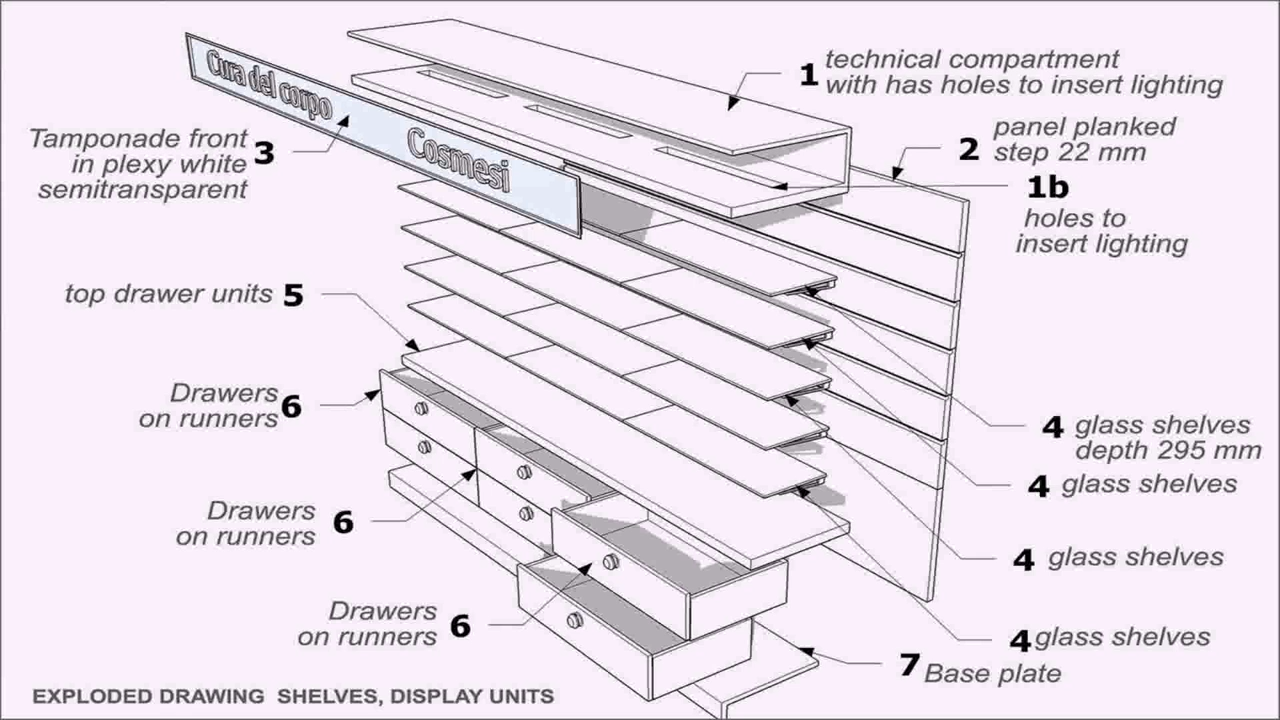 Cura del corpo
Cosmesi
1 technical compartment
with has holes to insert lighting
Tamponade front
in plexy white 3
semitransparent
2 panel planked
step 22 mm
1b
holes to
insert lighting
top drawer units 5
Drawers
on runners 6
4 glass shelves
depth 295 mm
4 glass shelves
Drawers
on runners 6
4 glass shelves
Drawers
on runners 6
4 glass shelves
7 Base plate
EXPLODED DRAWING SHELVES, DISPLAY UNITS